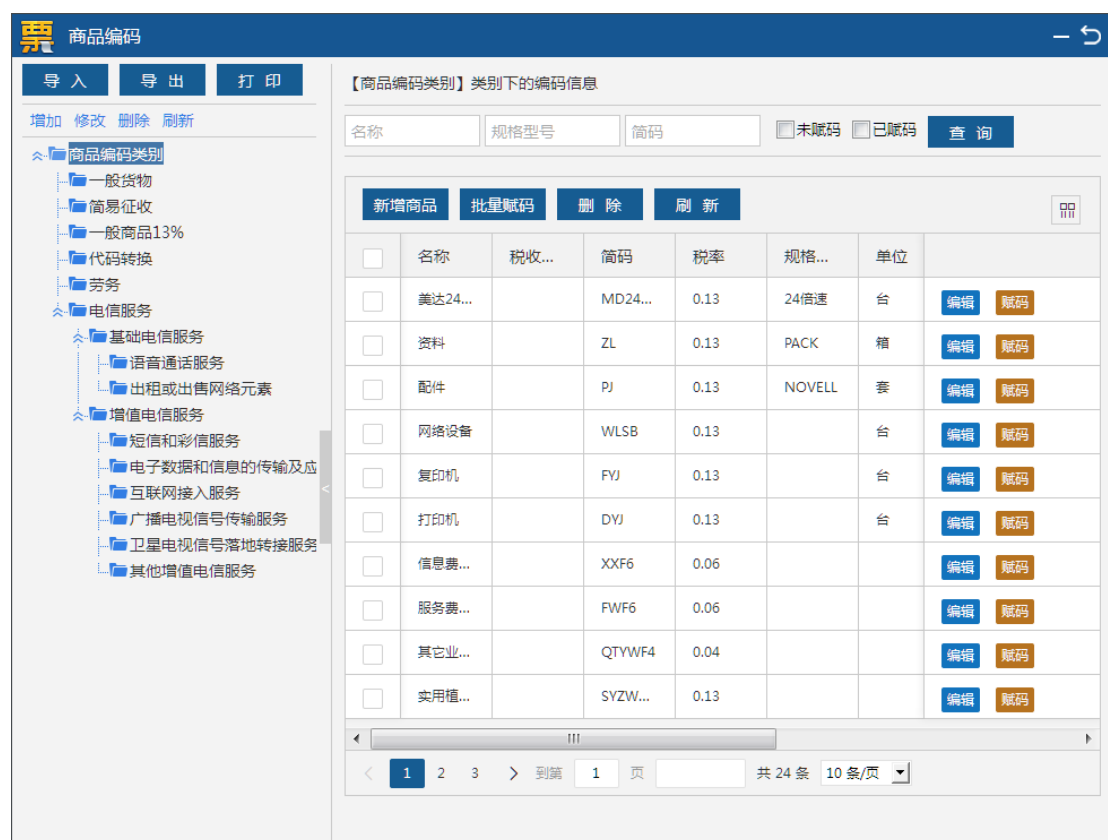 票 商品编码
导 入 导 出 打 印
增加 修改 删除 刷新
商品编码类别
一般货物
简易征收
一般商品13%
代码转换
劳务
电信服务
基础电信服务
语音通话服务
出租或出售网络元素
增值电信服务
短信和彩信服务
电子数据和信息的传输及应
互联网接入服务
广播电视信号传输服务
卫星电视信号落地转接服务
其他增值电信服务
【商品编码类别】类别下的编码信息
名称 规格型号 简码 未赋码 已赋码 查 询
新增商品 批量赋码 删 除 刷 新
名称 税收... 简码 税率 规格... 单位
美达24... MD24... 0.13 24倍速 台 编辑 赋码
资料 ZL 0.13 PACK 箱 编辑 赋码
配件 PJ 0.13 NOVELL 套 编辑 赋码
网络设备 WLSB 0.13 台 编辑 赋码
复印机 FYJ 0.13 台 编辑 赋码
打印机 DYJ 0.13 台 编辑 赋码
信息费... XXF6 0.06 编辑 赋码
服务费... FWF6 0.06 编辑 赋码
其它业... QTYWF4 0.04 编辑 赋码
实用植... SYZW... 0.13 编辑 赋码
< 1 2 3 > 到第 1 页 共 24 条 10 条/页